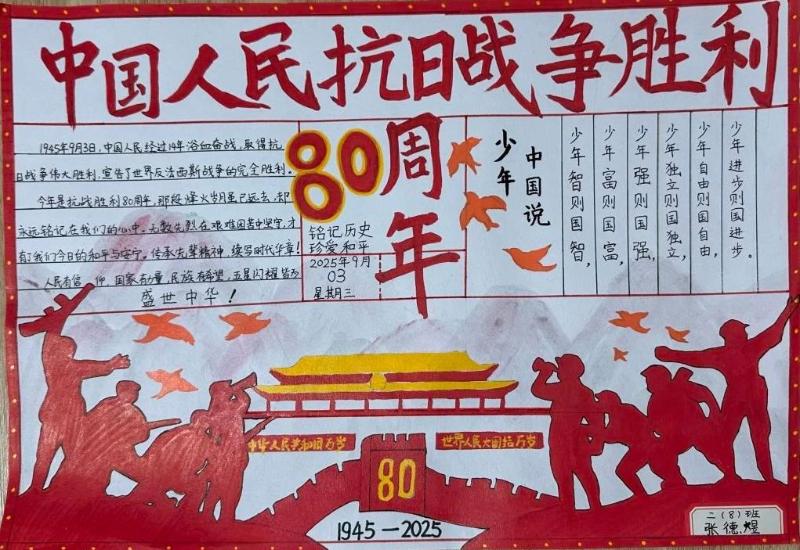 中国人民抗日战争胜利
80周年
1945年9月3日,中国人民经过14年浴血奋战,取得抗
日战争伟大胜利,宣告了世界反法西斯战争的完全胜利。
今年是抗战胜利80周年,那段烽火岁月虽已远去,却
永远铭记在我们的心中。无数先烈在艰难困苦中坚守,才
有了我们今日的和平与安宁。传承先辈精神,续写时代华章!
人民有信仰,国家有力量,民族有希望,五星闪耀皆为
盛世中华!
铭记历史
珍爱和平
2025年9月
03
星期三
少年
中国说
少年智则国智,
少年富则国富,
少年强则国强,
少年独立则国独立,
少年自由则国自由,
少年进步则国进步。
中华人民共和国万岁
世界人民大团结万岁
80
1945—2025
二(8)班
张德煜